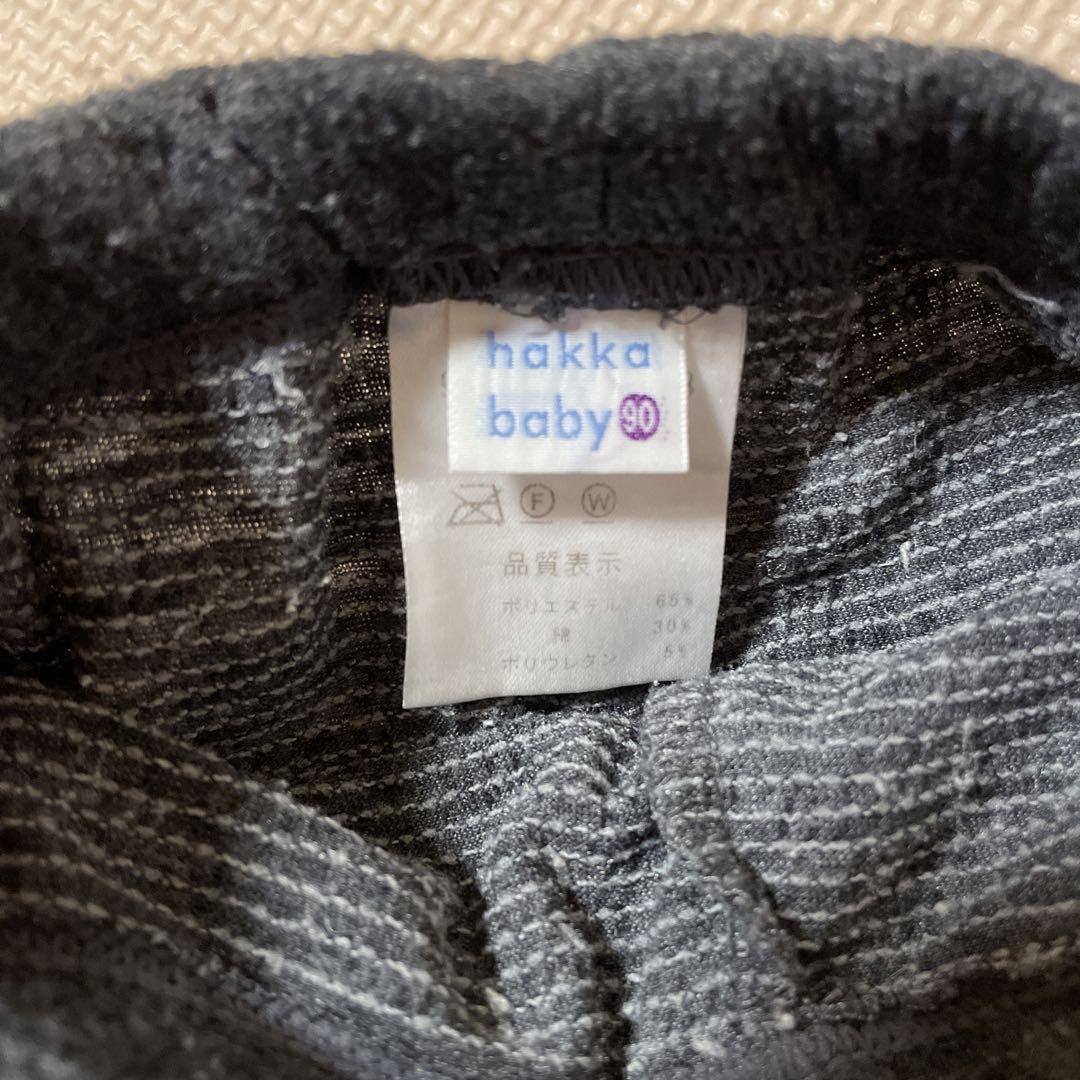 hakka
baby 90
F W
品質表示
ポリエステル 65%
綿 30%
ポリウレタン 5%